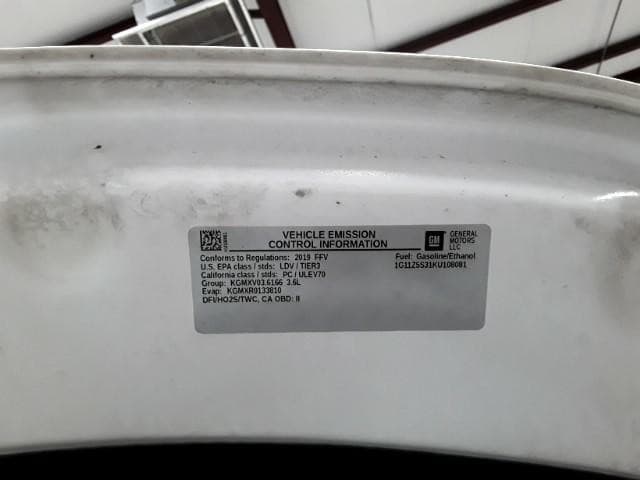 VEHICLE EMISSION
CONTROL INFORMATION
GM
GENERAL
MOTORS
LLC
Conforms to Regulations: 2019 FFV
Fuel: Gasoline/Ethanol
U.S. EPA class / stds: LDV / TIER3
1G11Z5S31KU108081
California class / stds: PC / ULEV70
Group: KGMXV03.6166 3.6L
Evap: KGMXR0133810
DFI/HO2S/TWC, CA OBD: II